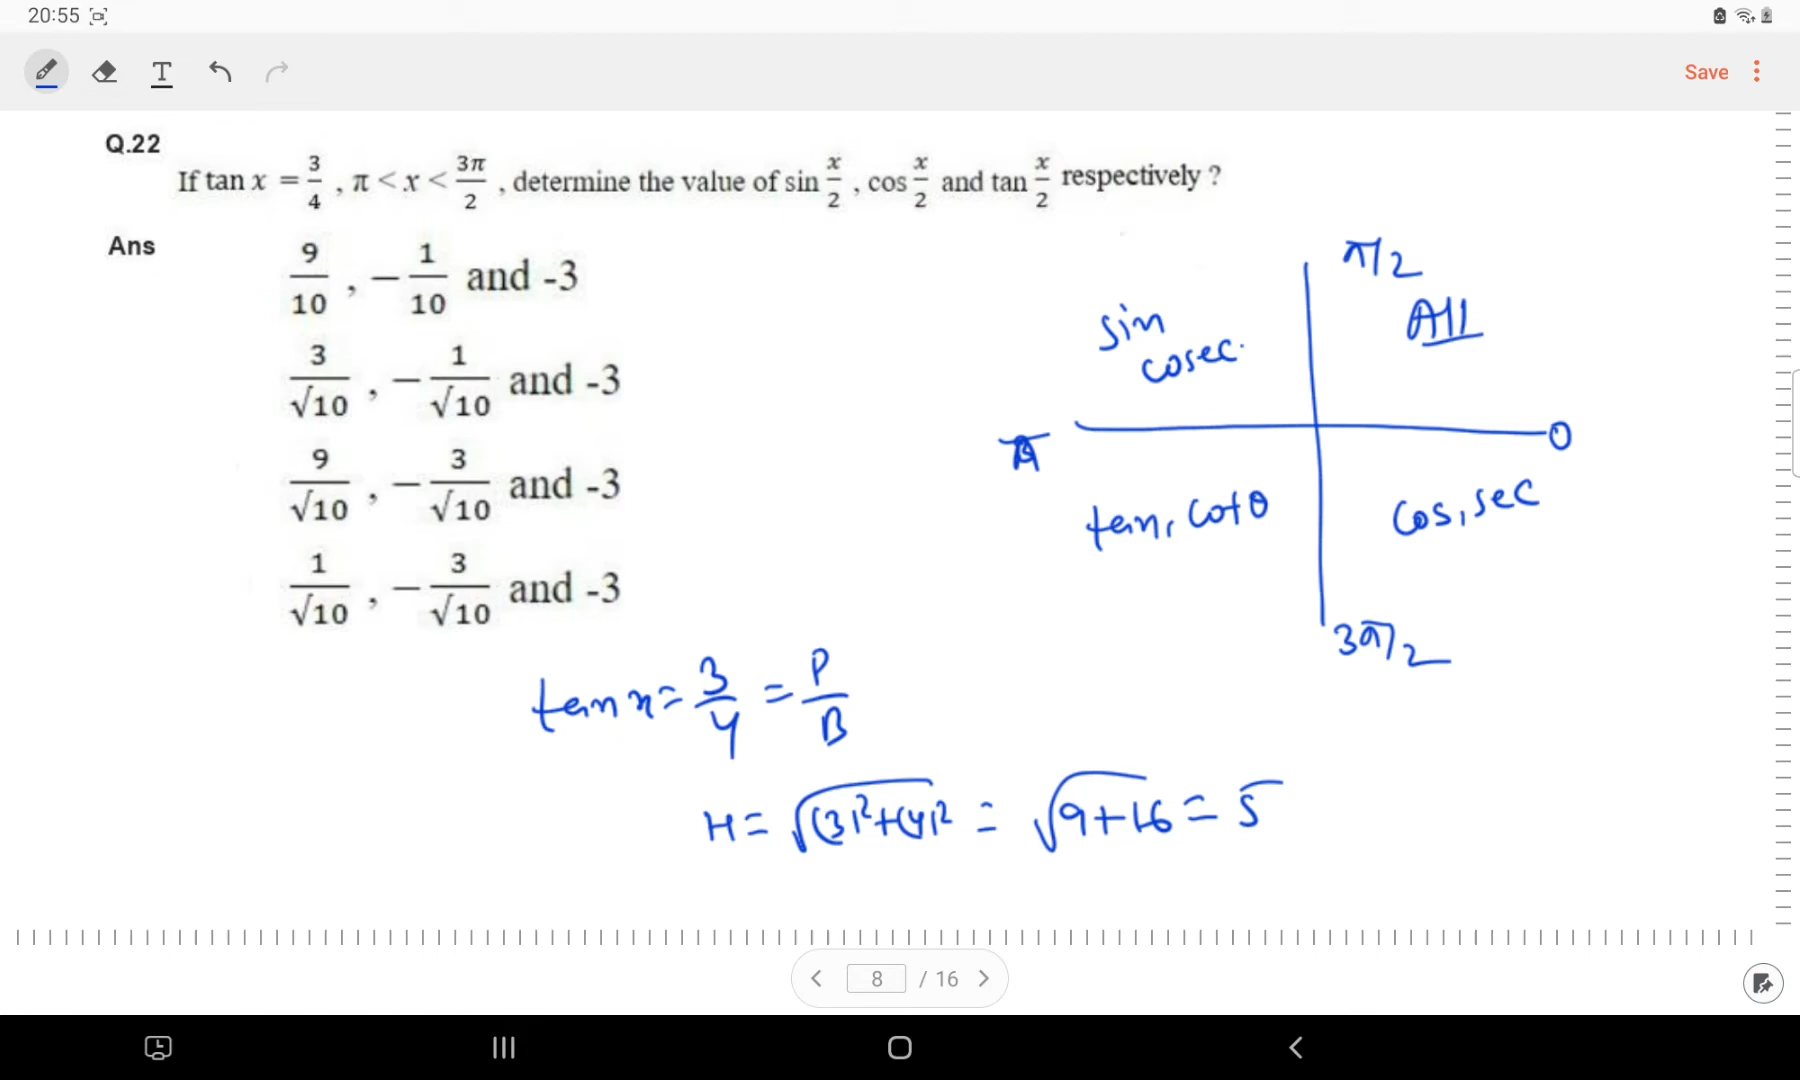 20:55
Save
Q.22
If tan x = 3/4 , π < x < 3π/2 , determine the value of sin x/2 , cos x/2 and tan x/2 respectively ?
Ans
9/10 , − 1/10 and -3
3/√10 , − 1/√10 and -3
9/√10 , − 3/√10 and -3
1/√10 , − 3/√10 and -3
π/2
All
sin
cosec.
π
0
tan, cotθ
cos, sec
3π/2
tan x = 3/4 = P/B
H = √(3)²+(4)² = √9+16 = 5
8 / 16